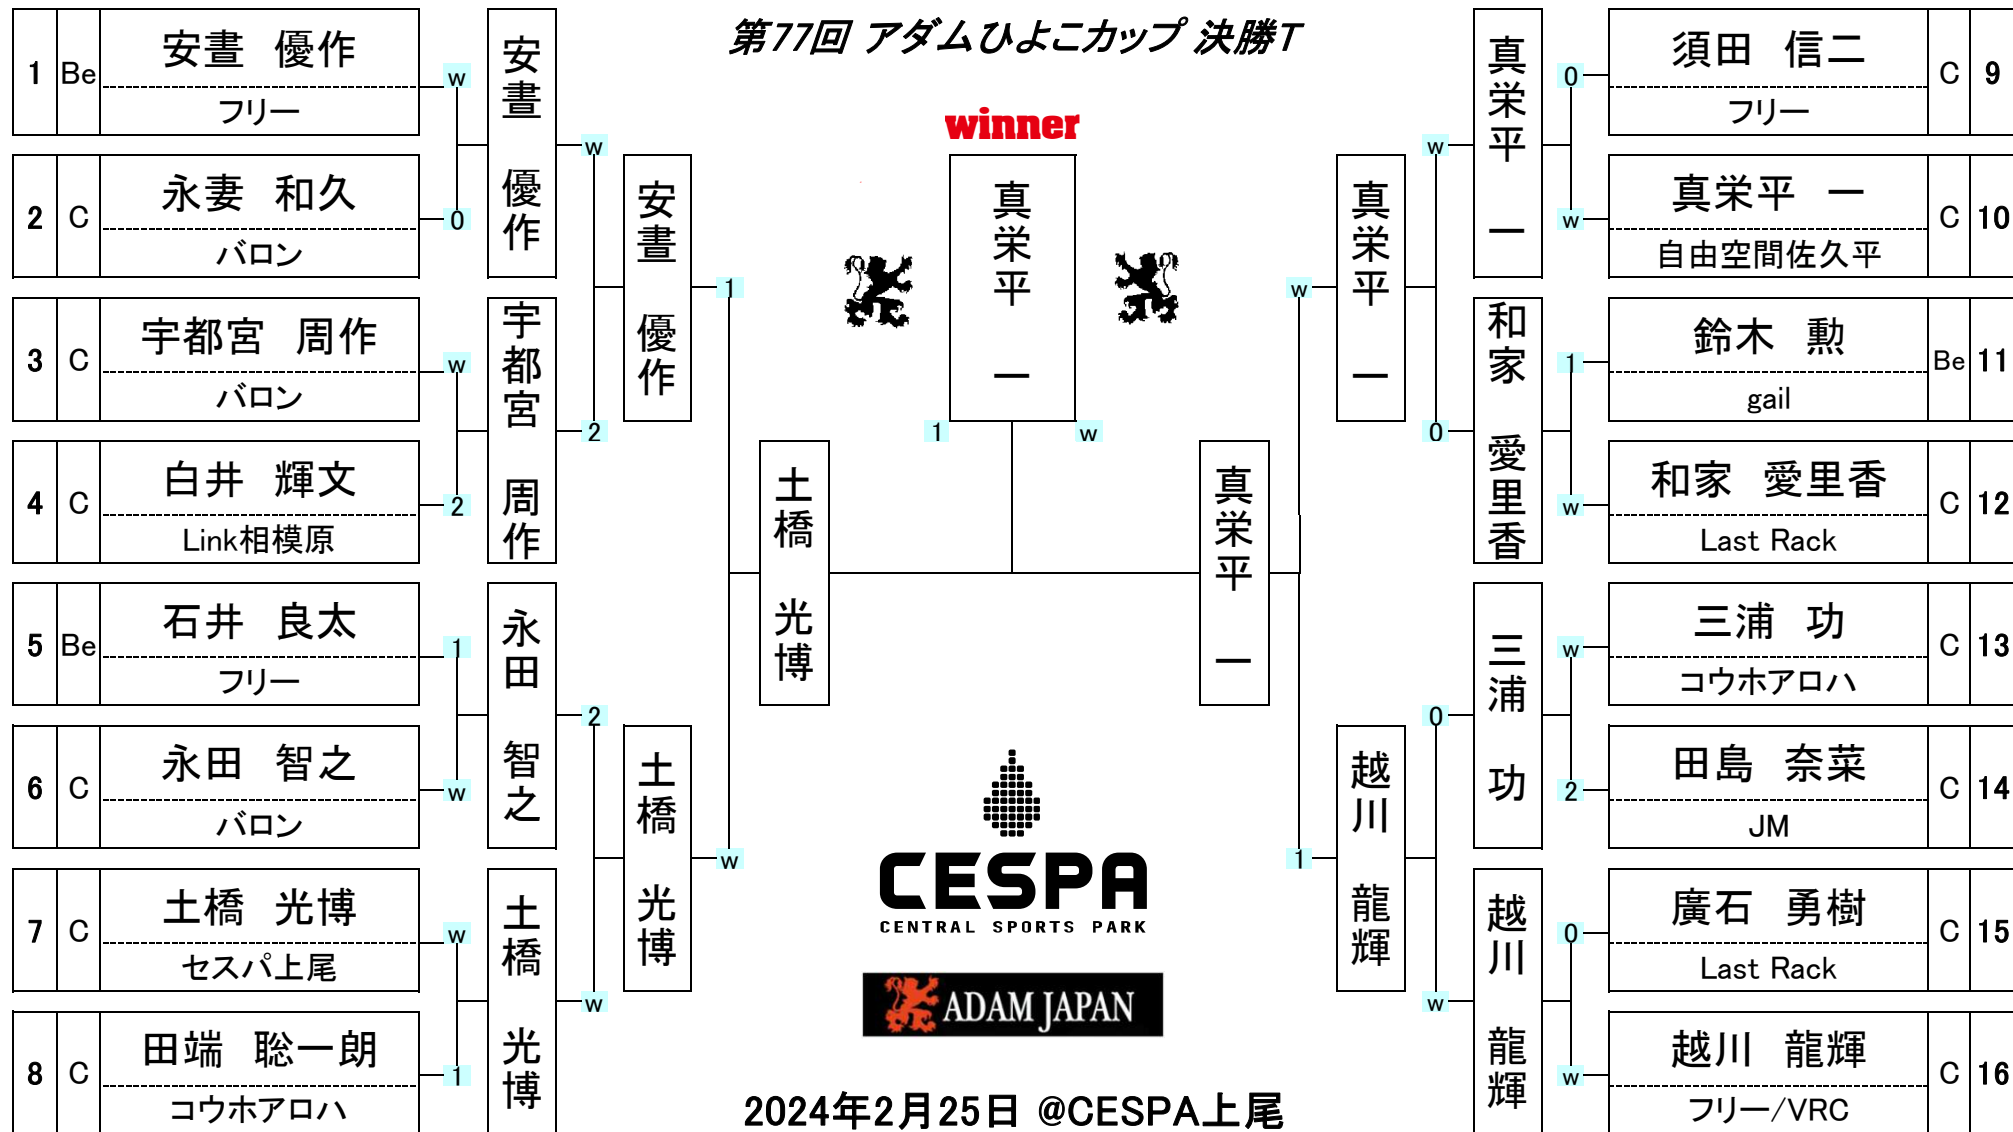 第77回 アダムひよこカップ 決勝T
winner
1 Be 安晝 優作
フリー
w
2 C 永妻 和久
バロン
0
3 C 宇都宮 周作
バロン
w
4 C 白井 輝文
Link相模原
2
5 Be 石井 良太
フリー
1
6 C 永田 智之
バロン
w
7 C 土橋 光博
セスパ上尾
w
8 C 田端 聡一朗
コウホアロハ
1
安晝 優作
w
宇都宮 周作
2
永田 智之
2
土橋 光博
w
安晝 優作
1
土橋 光博
w
土橋 光博
1
真栄平 一
w
真栄平 一
真栄平 一
w
越川 龍輝
1
真栄平 一
w
和家 愛里香
0
三浦 功
0
越川 龍輝
w
0
須田 信二 C 9
フリー
w
真栄平 一 C 10
自由空間佐久平
1
鈴木 勲 Be 11
gail
w
和家 愛里香 C 12
Last Rack
w
三浦 功 C 13
コウホアロハ
2
田島 奈菜 C 14
JM
0
廣石 勇樹 C 15
Last Rack
w
越川 龍輝 C 16
フリー/VRC
CESPA
CENTRAL SPORTS PARK
ADAM JAPAN
2024年2月25日 @CESPA上尾